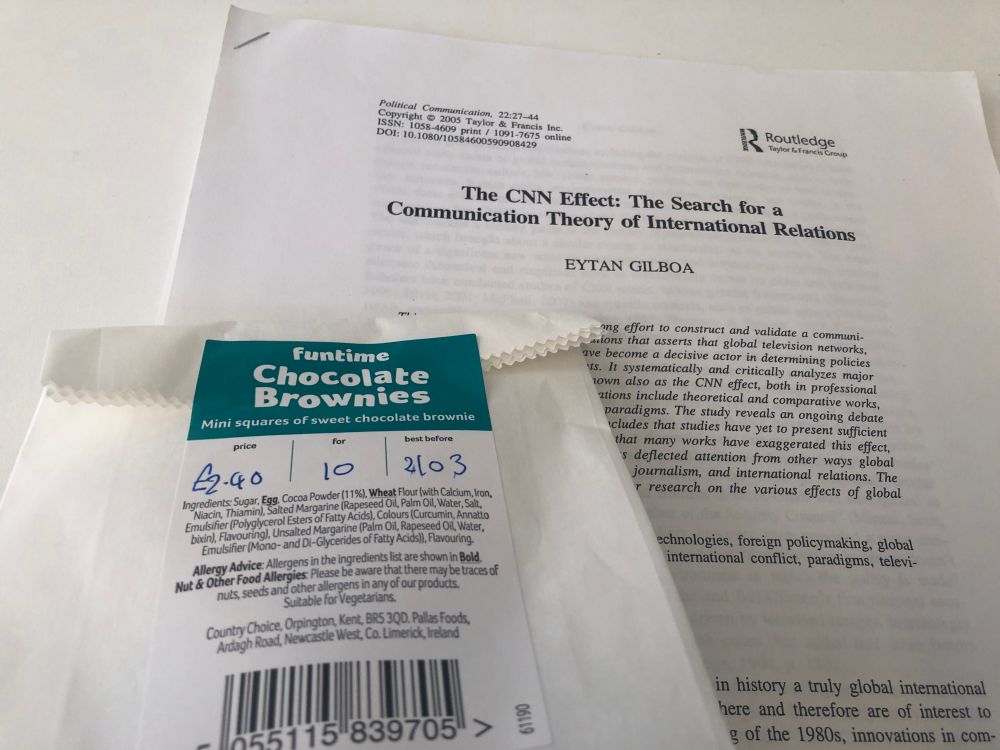 Political Communication, 22:27–44
Copyright © 2005 Taylor & Francis Inc.
ISSN: 1058-4609 print / 1091-7675 online
DOI: 10.1080/10584600590908429
Routledge
Taylor & Francis Group
The CNN Effect: The Search for a
Communication Theory of International Relations
EYTAN GILBOA
ong effort to construct and validate a communi-
that asserts that global television networks,
ave become a decisive actor in determining policies
ts. It systematically and critically analyzes major
nown also as the CNN effect, both in professional
ations include theoretical and comparative works,
paradigms. The study reveals an ongoing debate
ncludes that studies have yet to present sufficient
that many works have exaggerated this effect,
s deflected attention from other ways global
journalism, and international relations. The
r research on the various effects of global
echnologies, foreign policymaking, global
international conflict, paradigms, televi-
in history a truly global international
here and therefore are of interest to
g of the 1980s, innovations in com-
funtime
Chocolate
Brownies
Mini squares of sweet chocolate brownie
price for best before
£2.40 10 2103
Ingredients: Sugar, Egg, Cocoa Powder (11%), Wheat Flour (with Calcium, Iron,
Niacin, Thiamin), Salted Margarine (Rapeseed Oil, Palm Oil, Water, Salt,
Emulsifier (Polyglycerol Esters of Fatty Acids), Colours (Curcumin, Annatto
bixin), Flavouring), Unsalted Margarine (Palm Oil, Rapeseed Oil, Water,
Emulsifier (Mono- and Di-Glycerides of Fatty Acids)), Flavouring.
Allergy Advice: Allergens in the ingredients list are shown in Bold.
Nut & Other Food Allergies: Please be aware that there may be traces of
nuts, seeds and other allergens in any of our products.
Suitable for Vegetarians.
Country Choice, Orpington, Kent, BR5 3QD. Pallas Foods,
Ardagh Road, Newcastle West, Co. Limerick, Ireland
055115 839705 >
61190